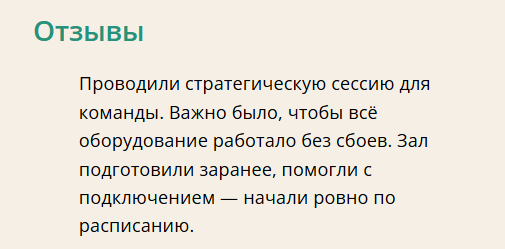 Отзывы
Проводили стратегическую сессию для
команды. Важно было, чтобы всё
оборудование работало без сбоев. Зал
подготовили заранее, помогли с
подключением — начали ровно по
расписанию.